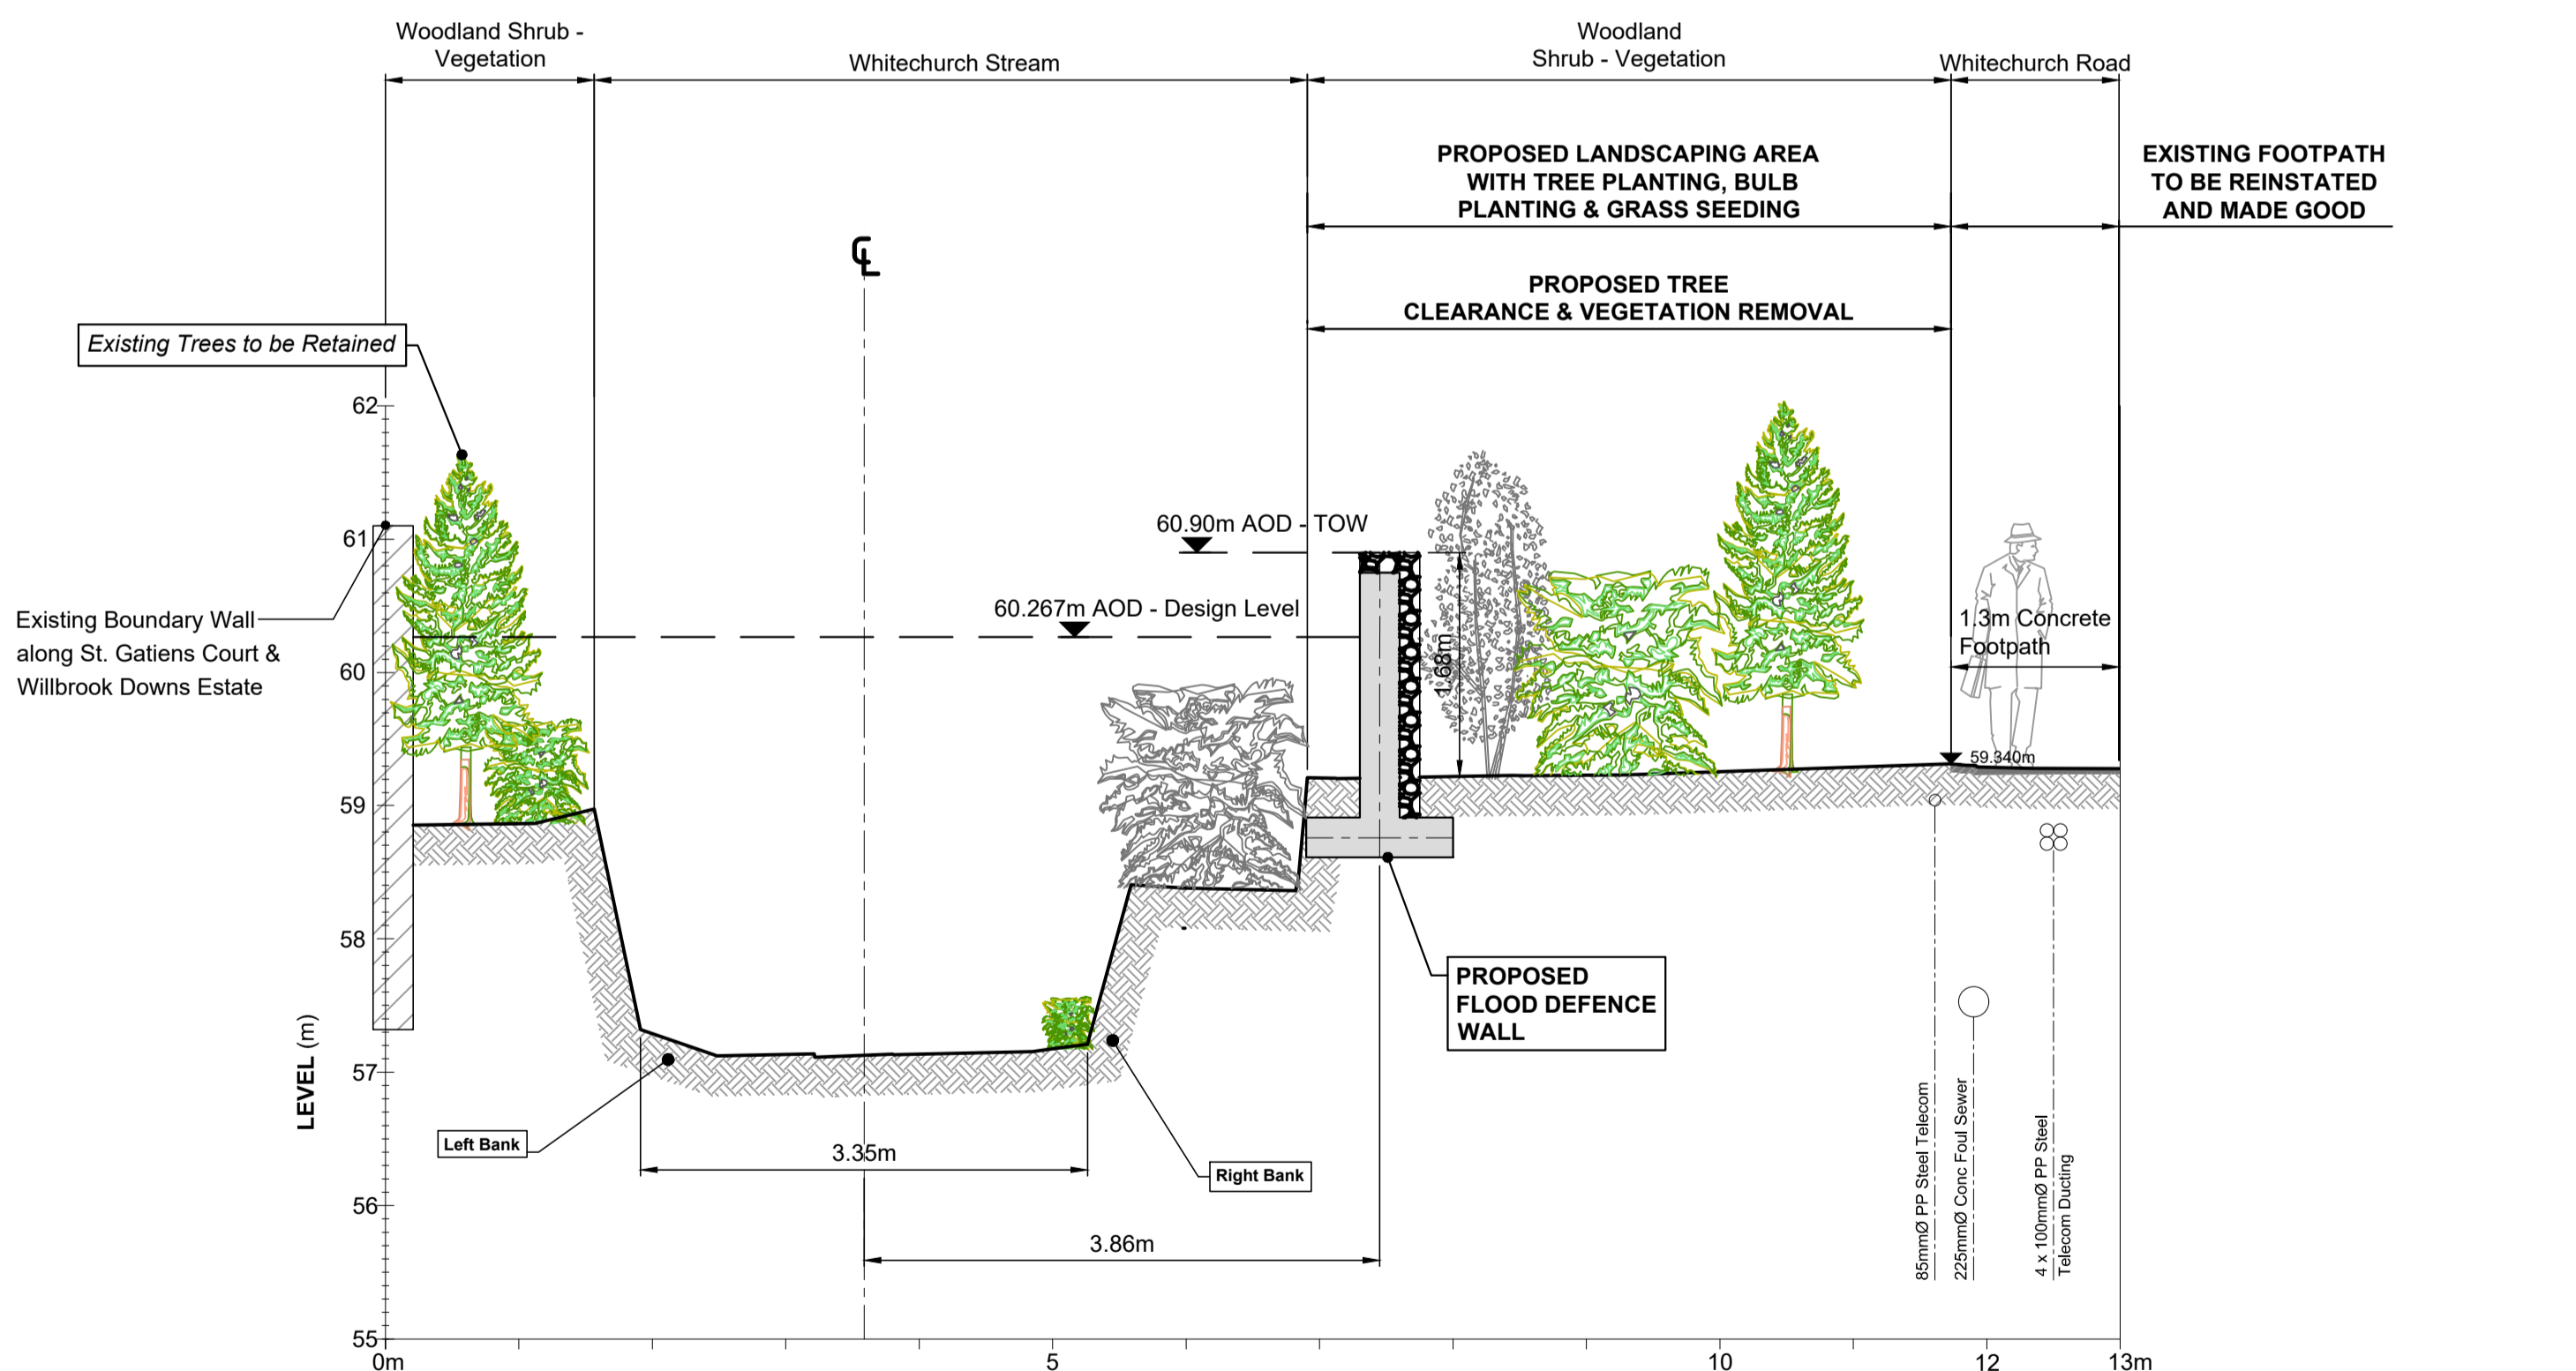 Woodland Shrub -
Vegetation
Whitechurch Stream
Woodland
Shrub - Vegetation
Whitechurch Road
PROPOSED LANDSCAPING AREA
WITH TREE PLANTING, BULB
PLANTING & GRASS SEEDING
EXISTING FOOTPATH
TO BE REINSTATED
AND MADE GOOD
PROPOSED TREE
CLEARANCE & VEGETATION REMOVAL
Existing Trees to be Retained
62
61
60
59
58
57
56
55
LEVEL (m)
60.90m AOD - TOW
60.267m AOD - Design Level
1.68m
Existing Boundary Wall
along St. Gatiens Court &
Willbrook Downs Estate
1.3m Concrete
Footpath
59.340m
PROPOSED
FLOOD DEFENCE
WALL
Left Bank
3.35m
Right Bank
3.86m
85mmØ PP Steel Telecom
225mmØ Conc Foul Sewer
4 x 100mmØ PP Steel
Telecom Ducting
0m
5
10
12
13m